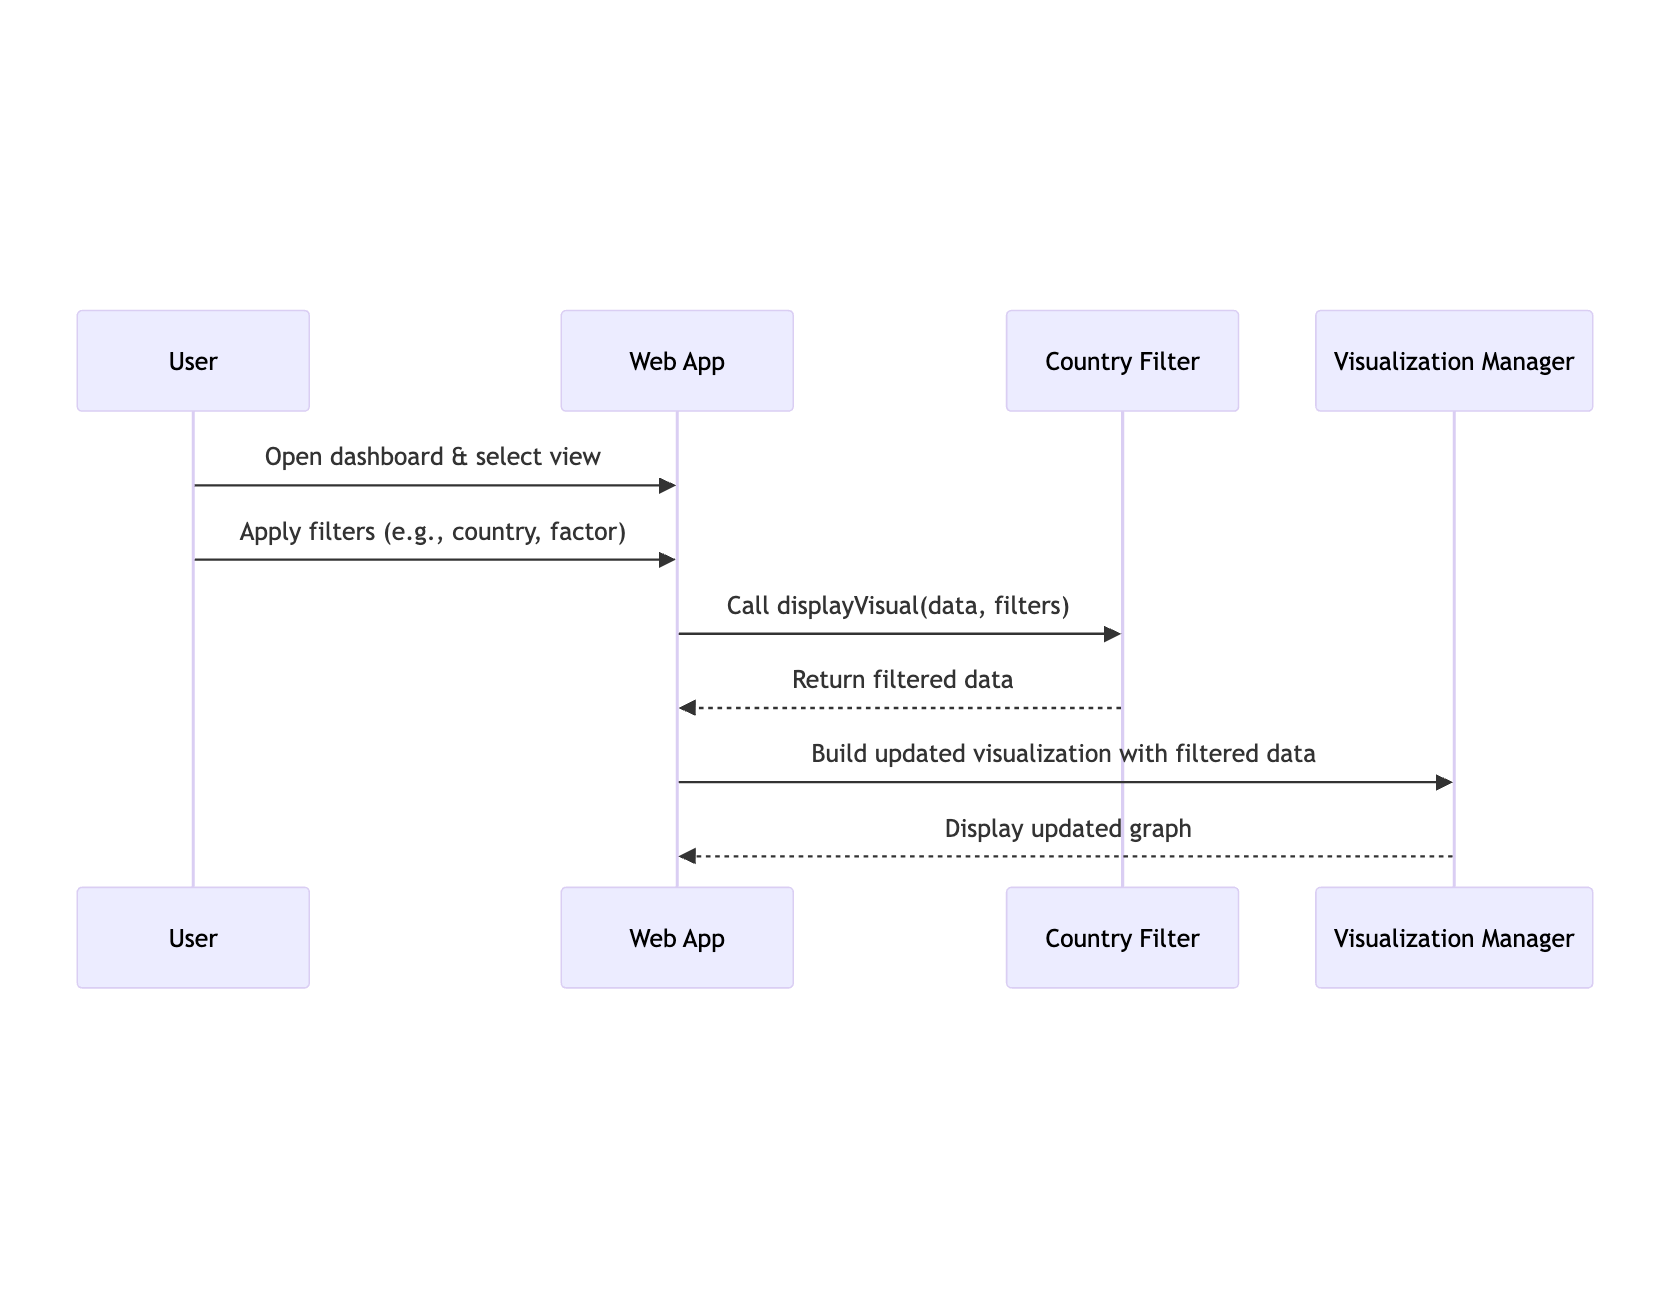 User
Web App
Country Filter
Visualization Manager
Open dashboard & select view
Apply filters (e.g., country, factor)
Call displayVisual(data, filters)
Return filtered data
Build updated visualization with filtered data
Display updated graph
User
Web App
Country Filter
Visualization Manager